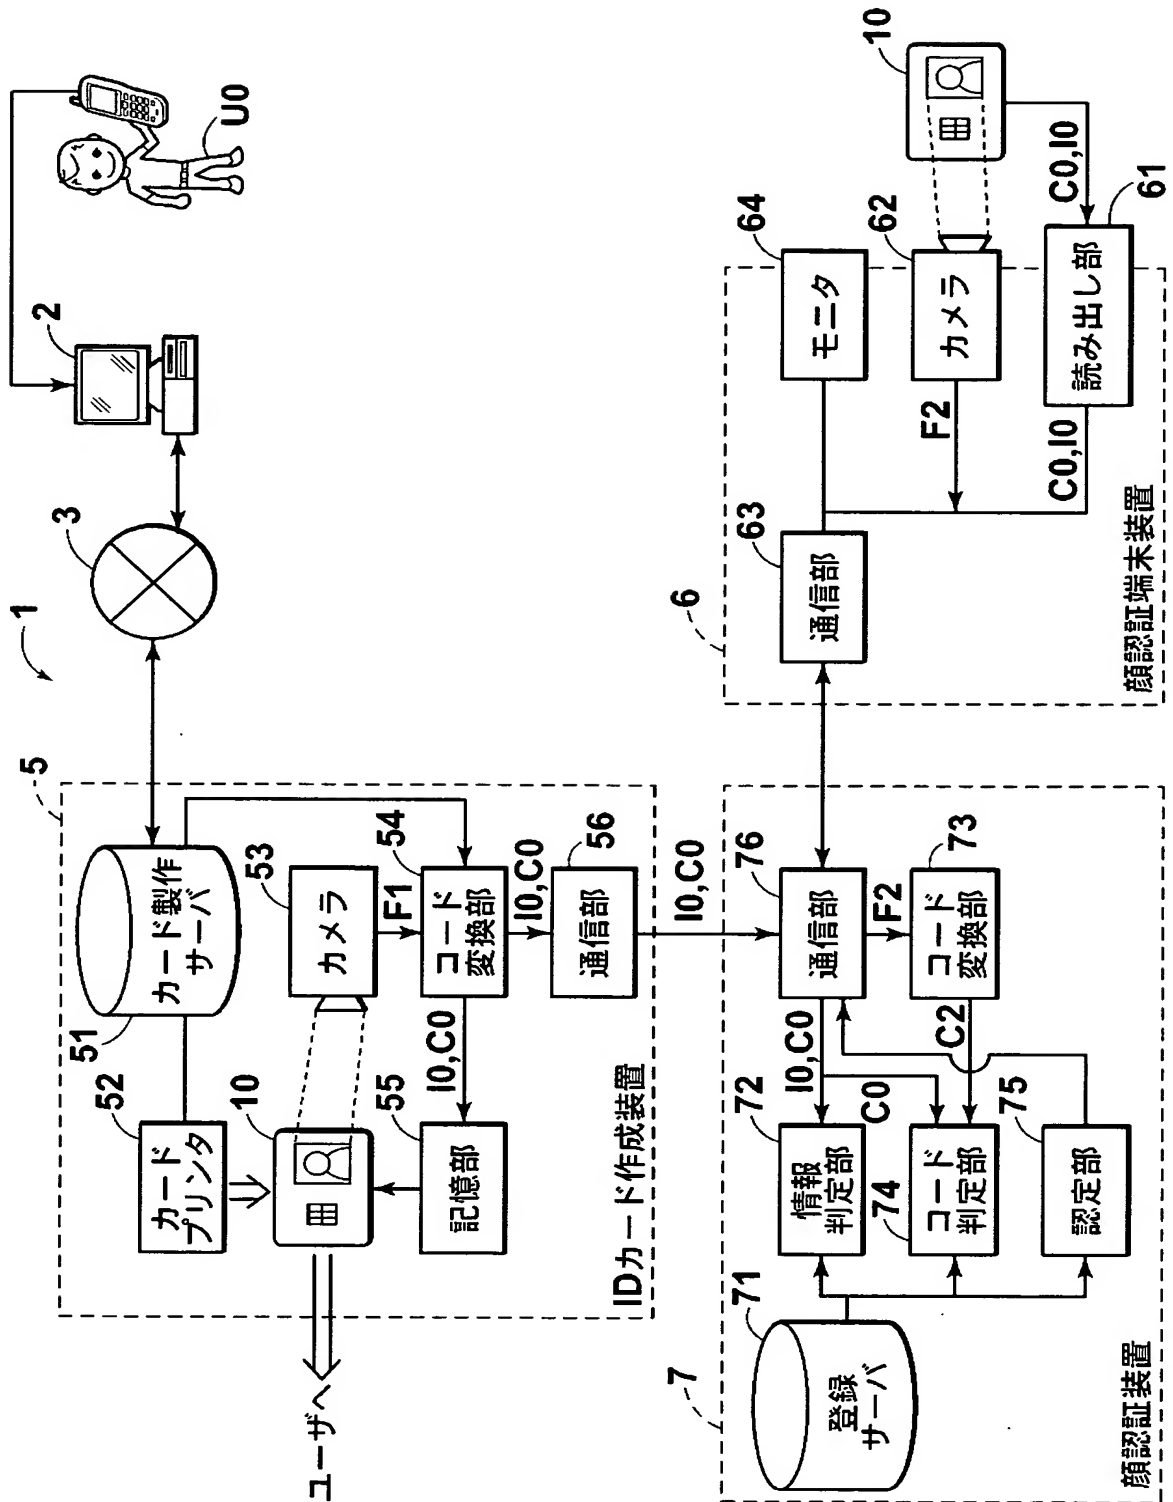 1
U0
2
3
5
51
カード製作
サーバ
52
カード
プリンタ
53
カメラ
F1
54
コード
変換部
I0,C0
I0,C0
10
55
記憶部
56
通信部
IDカード作成装置
ユーザへ
I0,C0
7
71
登録
サーバ
72
情報
判定部
I0,C0
C0
74
コード
判定部
C2
75
認定部
76
通信部
F2
73
コード
変換部
顔認証装置
6
63
通信部
64
モニタ
62
カメラ
F2
10
C0,I0
61
読み出し部
C0,I0
顔認証端末装置